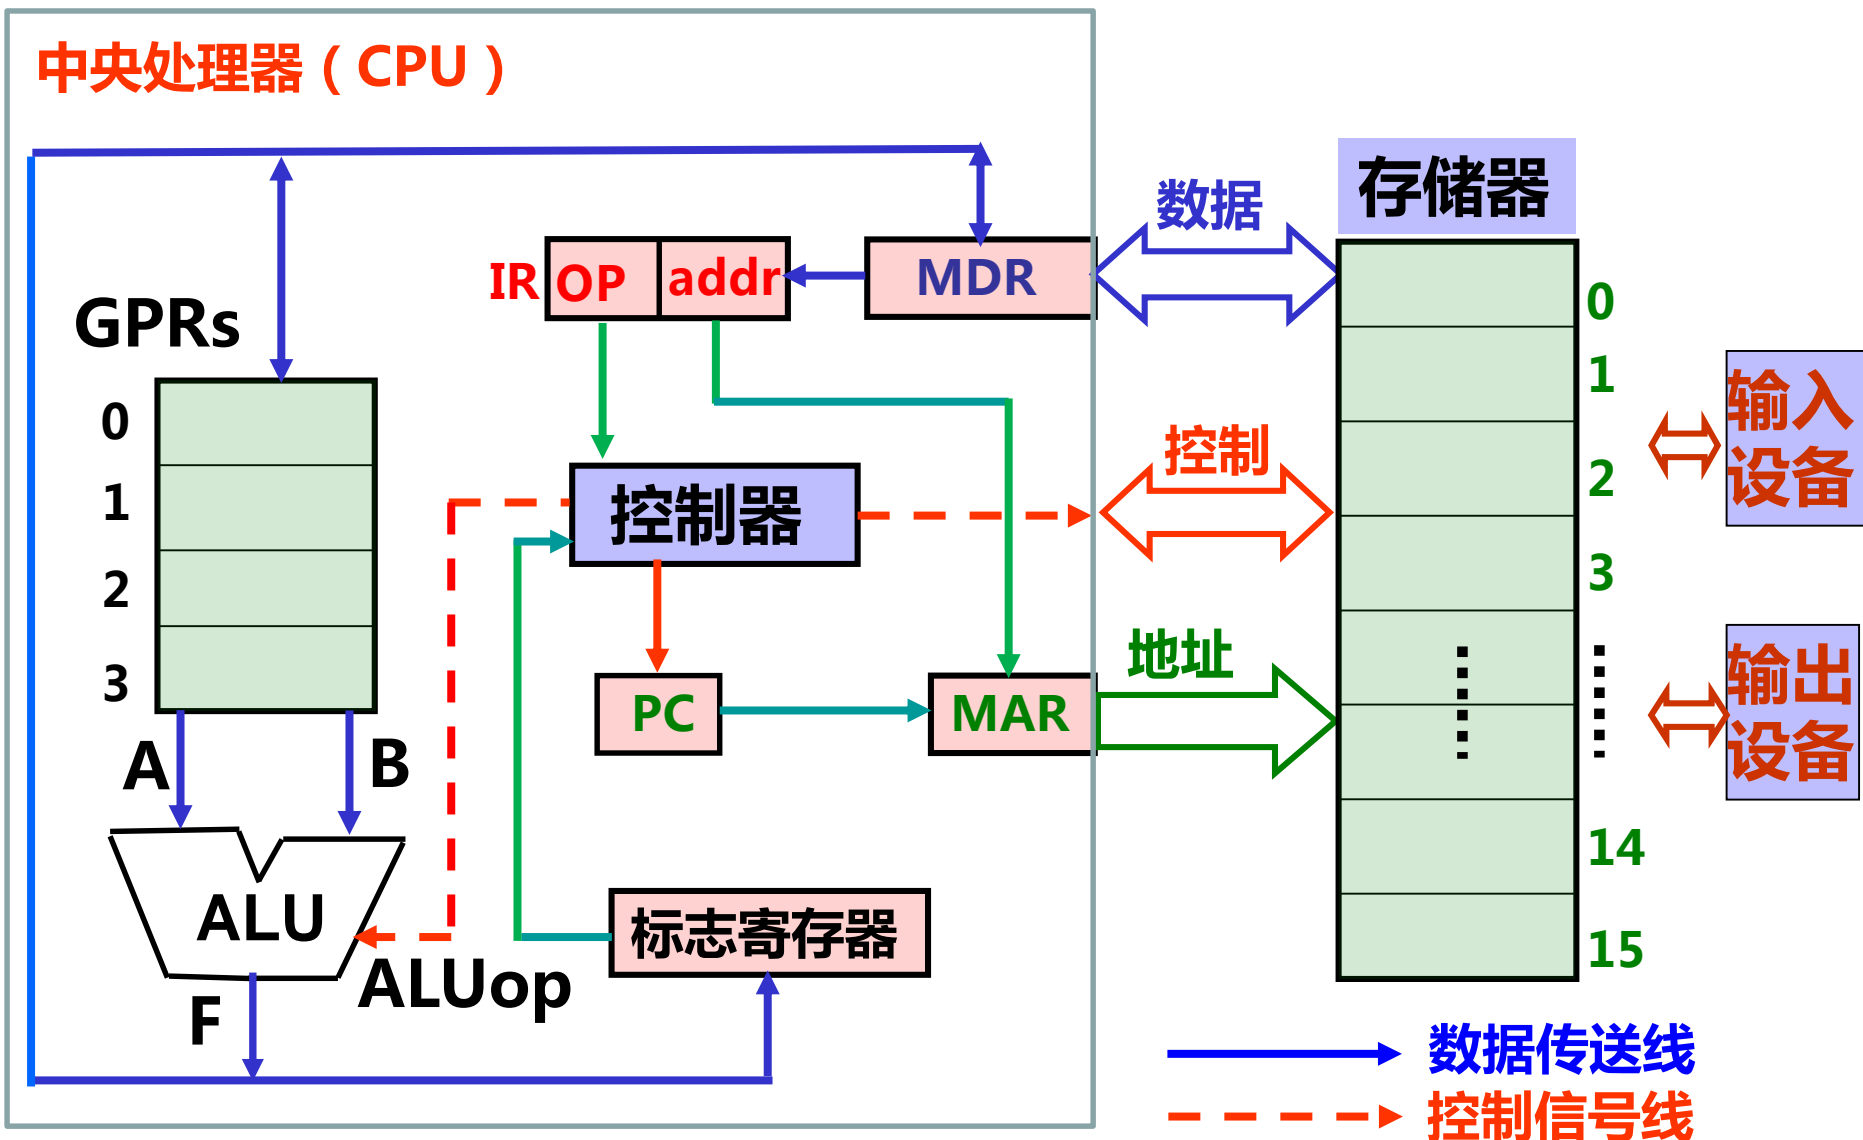 中央处理器（CPU）
数据
存储器
IR
OP
addr
MDR
GPRs
0
1
2
3
控制器
控制
PC
MAR
地址
A
B
ALU
ALUop
F
标志寄存器
0
1
2
3
14
15
输入
设备
输出
设备
数据传送线
控制信号线